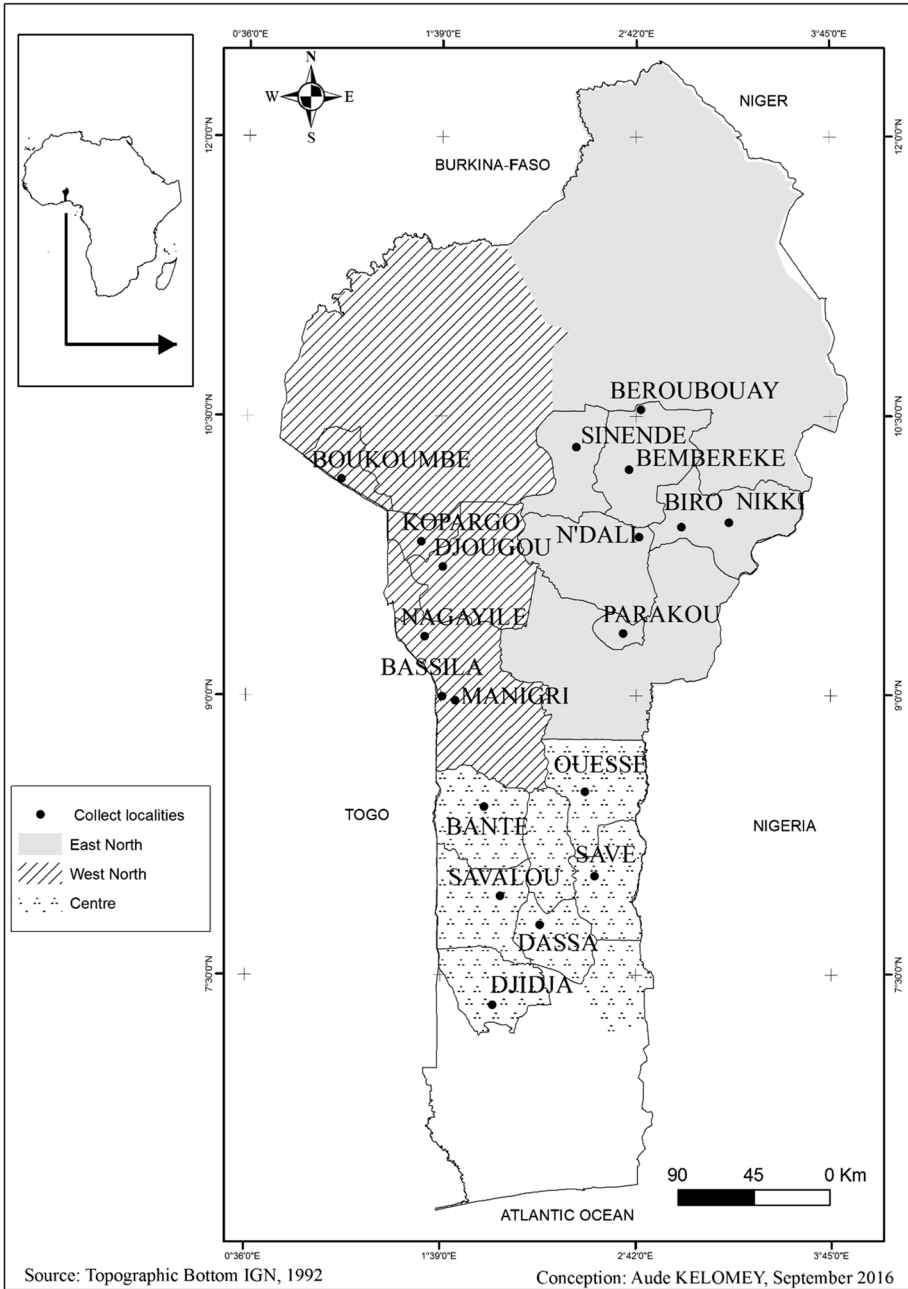 0°36'0"E 1°39'0"E 2°42'0"E 3°45'0"E
N
W E
S
NIGER
12°0'0"N 12°0'0"N
BURKINA-FASO
BEROUBOUAY
10°30'0"N 10°30'0"N
SINENDE
BOUKOUMBE
BEMBEREKE
BIRO NIKKI
KOPARGO
N'DALI
DJOUGOU
NAGAYILE
PARAKOU
BASSILA
9°0'0"N 9°0'0"N
MANIGRI
OUESSE
Collect localities
East North
West North
Centre
TOGO
BANTE
NIGERIA
SAVE
SAVALOU
DASSA
7°30'0"N 7°30'0"N
DJIDJA
90 45 0 Km
ATLANTIC OCEAN
0°36'0"E 1°39'0"E 2°42'0"E 3°45'0"E
Source: Topographic Bottom IGN, 1992
Conception: Aude KELOMEY, September 2016